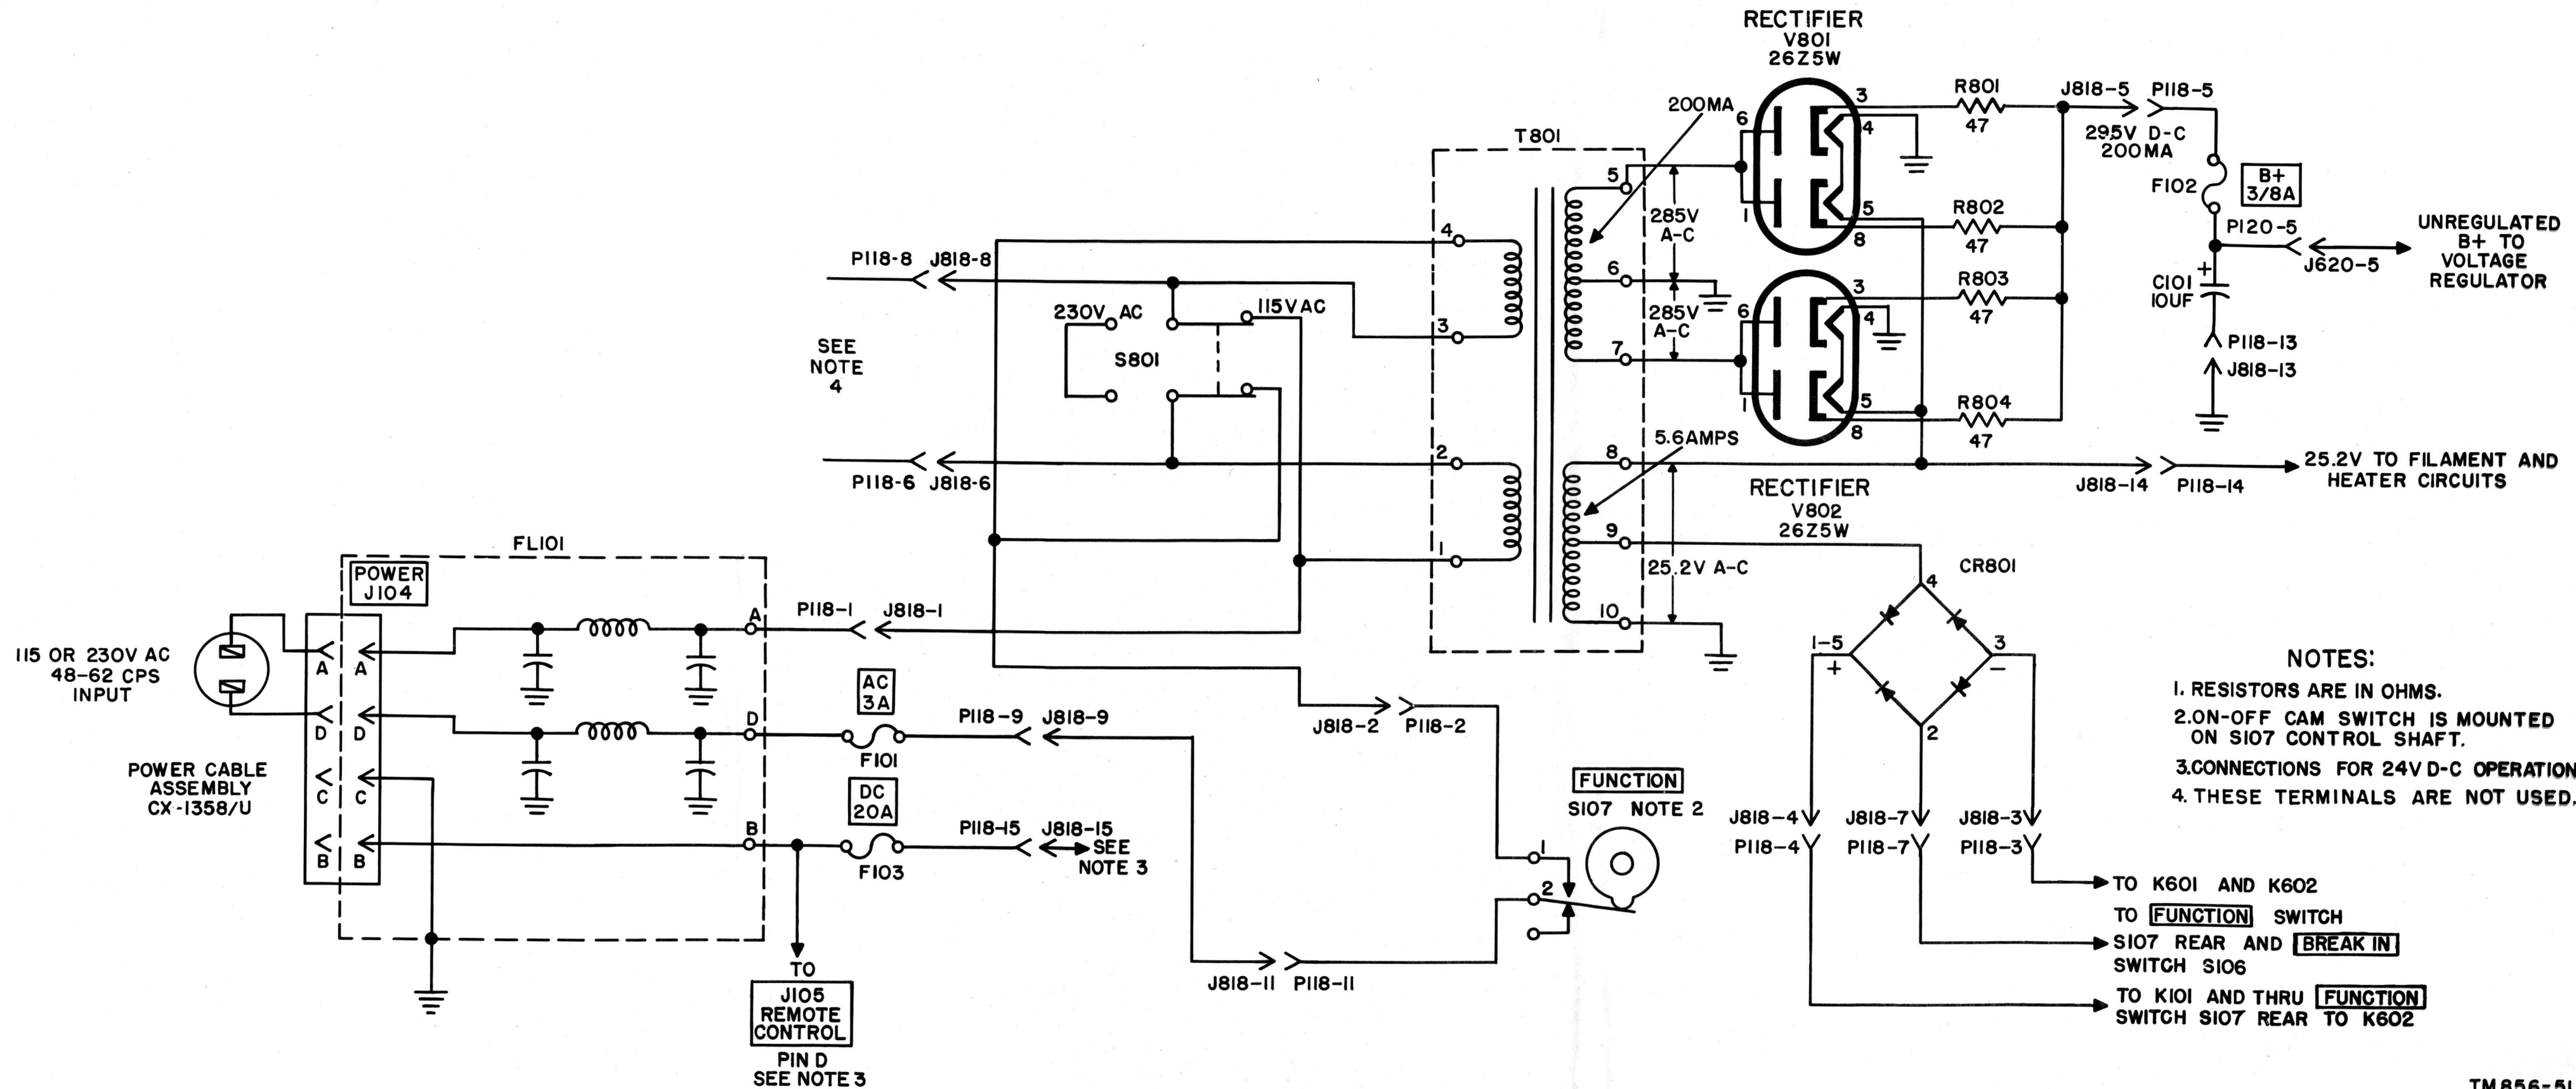 RECTIFIER
V801
26Z5W
T801
200MA
6
1
3
4
5
8
R801
47
R802
47
J818-5 P118-5
295V D-C
200MA
F102
B+
3/8A
P120-5
J620-5
UNREGULATED
B+ TO
VOLTAGE
REGULATOR
C101
10UF
+
P118-13
J818-13
R803
47
R804
47
5
6
7
285V
A-C
285V
A-C
6
1
3
4
5
8
4
3
2
1
P118-8 J818-8
230V AC
115VAC
S801
SEE
NOTE
4
P118-6 J818-6
5.6AMPS
8
9
10
25.2V A-C
RECTIFIER
V802
26Z5W
J818-14 P118-14
25.2V TO FILAMENT AND
HEATER CIRCUITS
CR801
4
1-5
+
3
–
2
FL101
POWER
J104
115 OR 230V AC
48-62 CPS
INPUT
POWER CABLE
ASSEMBLY
CX-1358/U
A A
D D
C C
B B
A
D
B
P118-1 J818-1
AC
3A
F101
P118-9 J818-9
DC
20A
F103
P118-15 J818-15
SEE
NOTE 3
TO
J105
REMOTE
CONTROL
PIN D
SEE NOTE 3
J818-2 P118-2
J818-11 P118-11
FUNCTION
S107 NOTE 2
1
2
J818-4 J818-7 J818-3
P118-4 P118-7 P118-3
TO K601 AND K602
TO FUNCTION SWITCH
S107 REAR AND BREAK IN
SWITCH S106
TO K101 AND THRU FUNCTION
SWITCH S107 REAR TO K602
NOTES:
1. RESISTORS ARE IN OHMS.
2.ON-OFF CAM SWITCH IS MOUNTED
ON S107 CONTROL SHAFT.
3.CONNECTIONS FOR 24V D-C OPERATION
4. THESE TERMINALS ARE NOT USED.